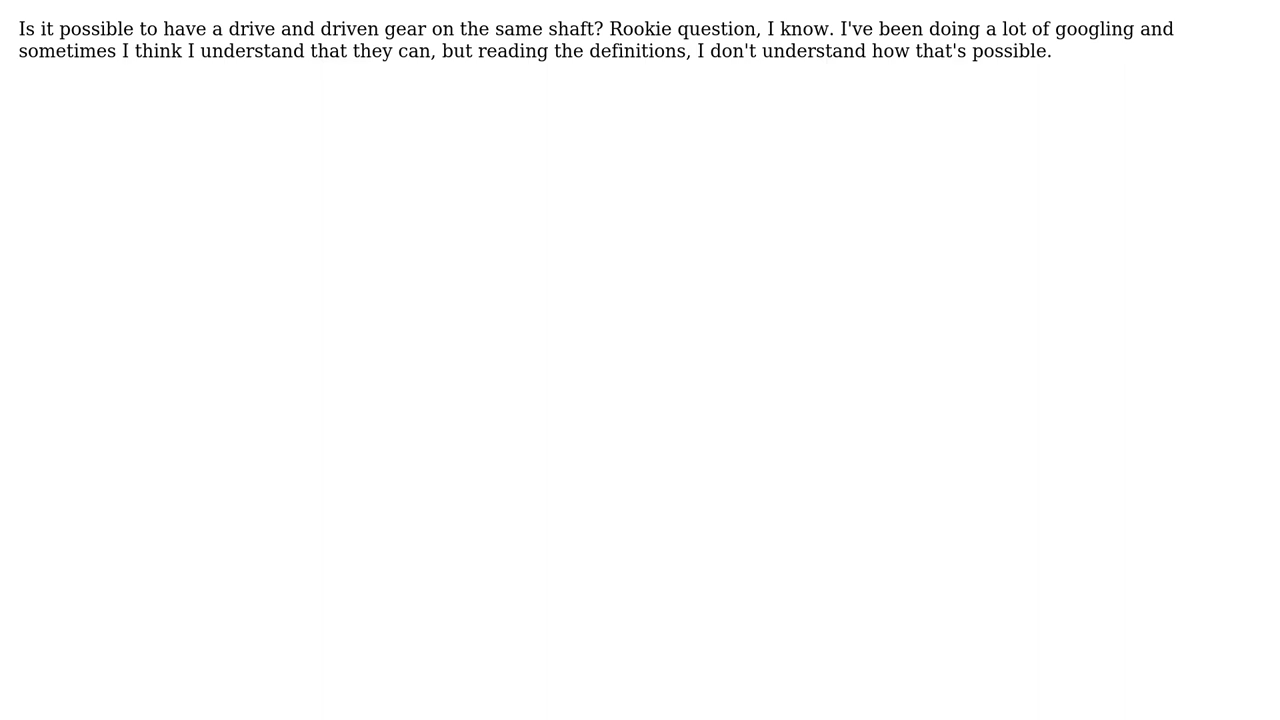 Is it possible to have a drive and driven gear on the same shaft? Rookie question, I know. I've been doing a lot of googling and
sometimes I think I understand that they can, but reading the definitions, I don't understand how that's possible.